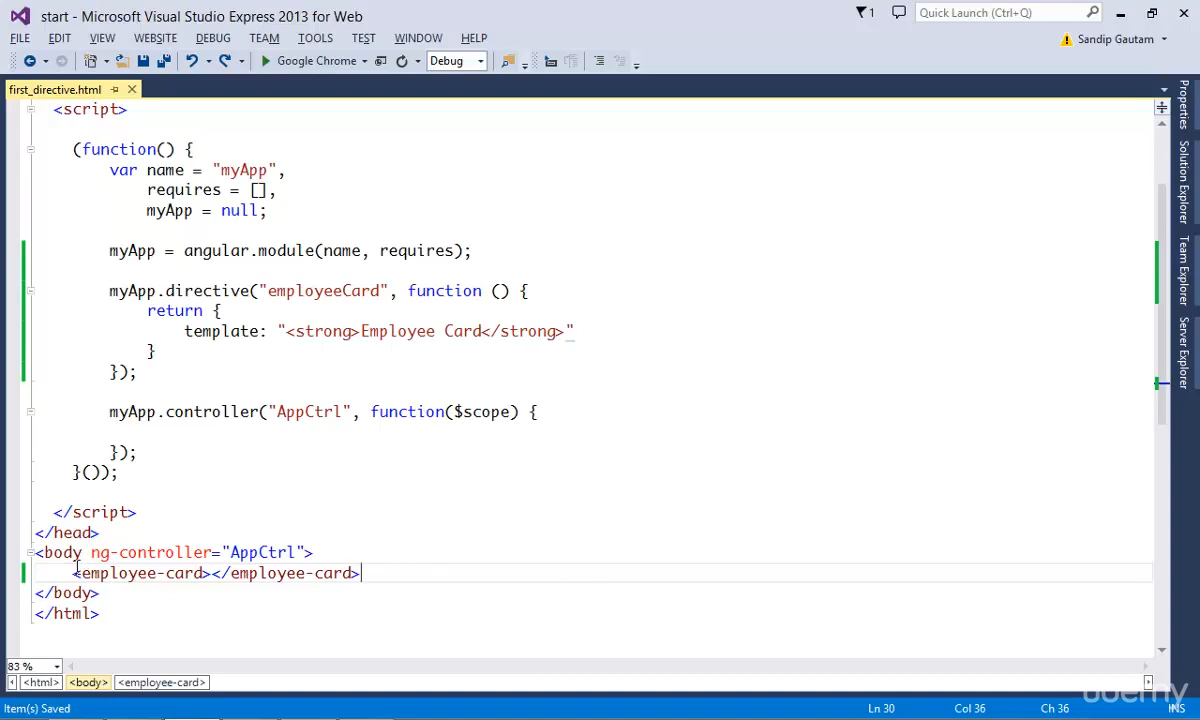 start - Microsoft Visual Studio Express 2013 for Web
1
Quick Launch (Ctrl+Q)
FILE EDIT VIEW WEBSITE DEBUG TEAM TOOLS TEST WINDOW HELP
Sandip Gautam
Google Chrome
Debug
first_directive.html
<script>
(function() {
var name = "myApp",
requires = [],
myApp = null;
myApp = angular.module(name, requires);
myApp.directive("employeeCard", function () {
return {
template: "<strong>Employee Card</strong>"
}
});
myApp.controller("AppCtrl", function($scope) {
});
}());
</script>
</head>
<body ng-controller="AppCtrl">
<employee-card></employee-card>
</body>
</html>
Properties
Solution Explorer
Team Explorer
Server Explorer
83 %
<html> <body> <employee-card>
udemy
Item(s) Saved
Ln 30
Col 36
Ch 36
INS